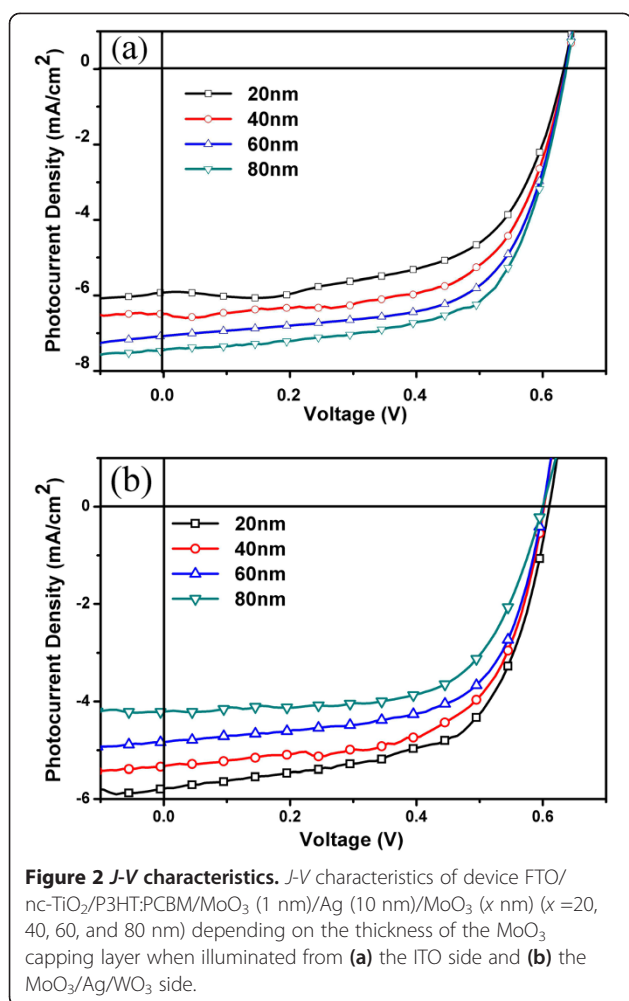 (a)
20nm
40nm
60nm
80nm
Photocurrent Density (mA/cm²)
0
-2
-4
-6
-8
0.0 0.2 0.4 0.6
Voltage (V)
(b)
20nm
40nm
60nm
80nm
Photocurrent Density (mA/cm²)
0
-2
-4
-6
0.0 0.2 0.4 0.6
Voltage (V)
Figure 2 J-V characteristics. J-V characteristics of device FTO/
nc-TiO₂/P3HT:PCBM/MoO₃ (1 nm)/Ag (10 nm)/MoO₃ (x nm) (x =20,
40, 60, and 80 nm) depending on the thickness of the MoO₃
capping layer when illuminated from (a) the ITO side and (b) the
MoO₃/Ag/WO₃ side.